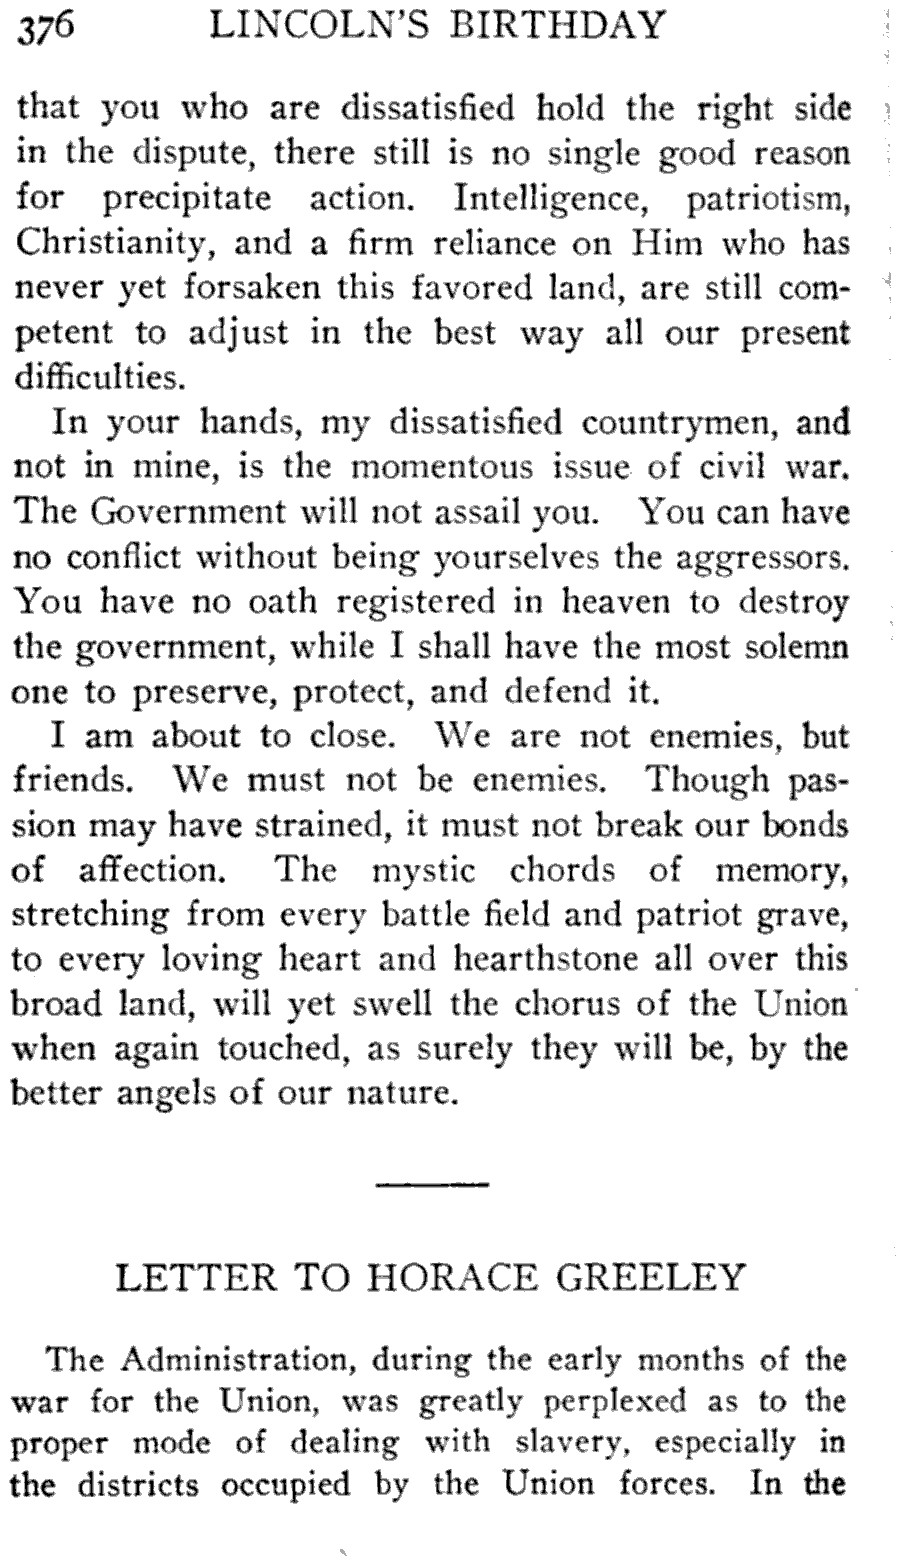 376 LINCOLN'S BIRTHDAY
that you who are dissatisfied hold the right side
in the dispute, there still is no single good reason
for precipitate action. Intelligence, patriotism,
Christianity, and a firm reliance on Him who has
never yet forsaken this favored land, are still com-
petent to adjust in the best way all our present
difficulties.
In your hands, my dissatisfied countrymen, and
not in mine, is the momentous issue of civil war.
The Government will not assail you. You can have
no conflict without being yourselves the aggressors.
You have no oath registered in heaven to destroy
the government, while I shall have the most solemn
one to preserve, protect, and defend it.
I am about to close. We are not enemies, but
friends. We must not be enemies. Though pas-
sion may have strained, it must not break our bonds
of affection. The mystic chords of memory,
stretching from every battle field and patriot grave,
to every loving heart and hearthstone all over this
broad land, will yet swell the chorus of the Union
when again touched, as surely they will be, by the
better angels of our nature.
LETTER TO HORACE GREELEY
The Administration, during the early months of the
war for the Union, was greatly perplexed as to the
proper mode of dealing with slavery, especially in
the districts occupied by the Union forces. In the